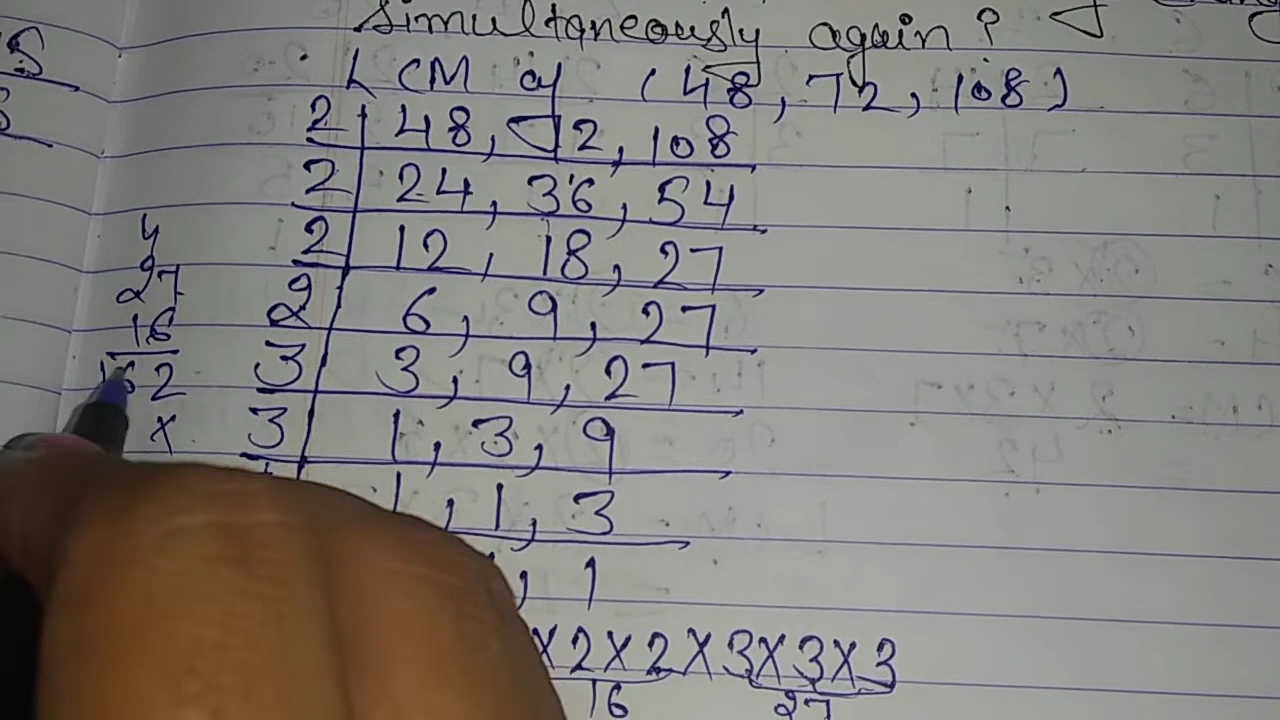 simultaneously again?
LCM of (48, 72, 108)
2 | 48, 72, 108
2 | 24, 36, 54
2 | 12, 18, 27
2 | 6, 9, 27
3 | 3, 9, 27
3 | 1, 3, 9
1, 1, 3
, 1
× 2 × 2 × 3 × 3 × 3
16 27
4
27
16
162
×